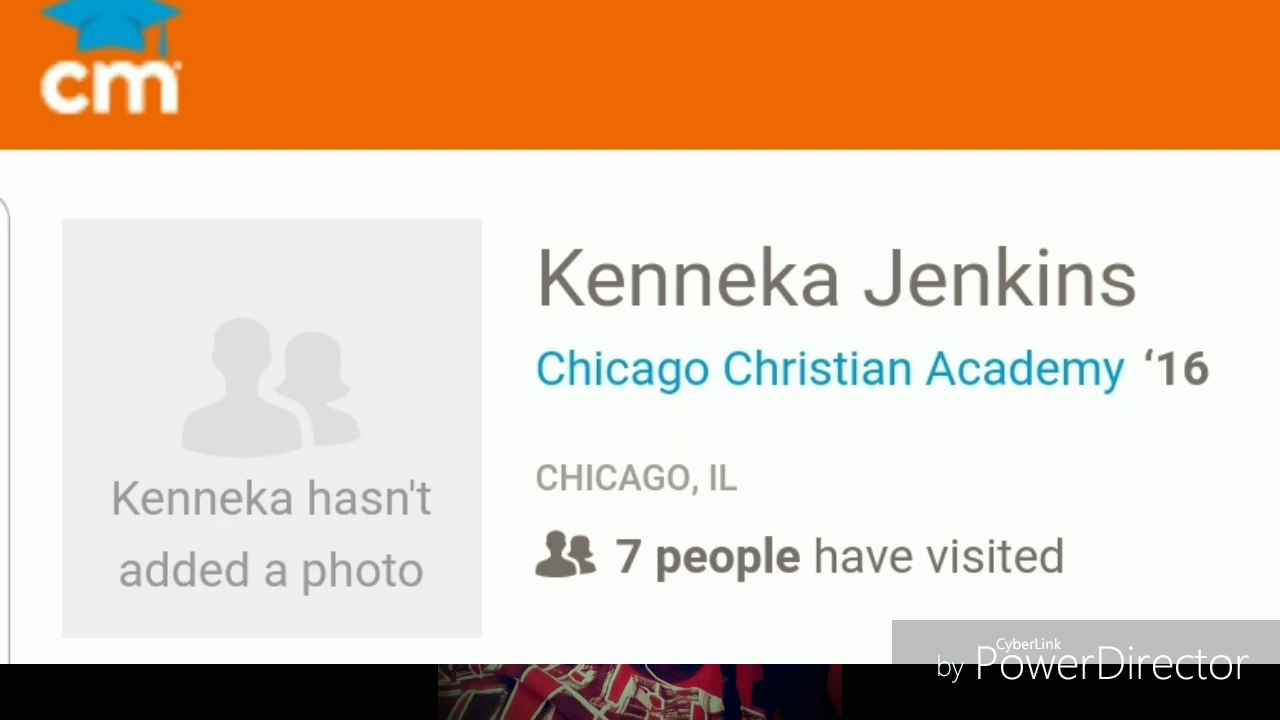 cm
Kenneka Jenkins
Chicago Christian Academy ‘16
CHICAGO, IL
7 people have visited
Kenneka hasn't
added a photo
CyberLink
by PowerDirector